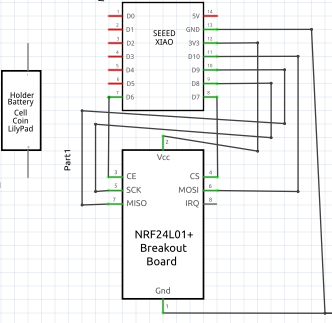 D0
D1
D2
D3
D4
D5
D6
7
SEEED
XIAO
5V
GND
3V3
D10
D9
D8
D7
14
13
12
11
10
9
8
Holder
Battery
Cell
Coin
LilyPad
Part1
2
Vcc
3
5
7
CE
SCK
MISO
CS
MOSI
IRQ
4
6
8
NRF24L01+
Breakout
Board
Gnd
1